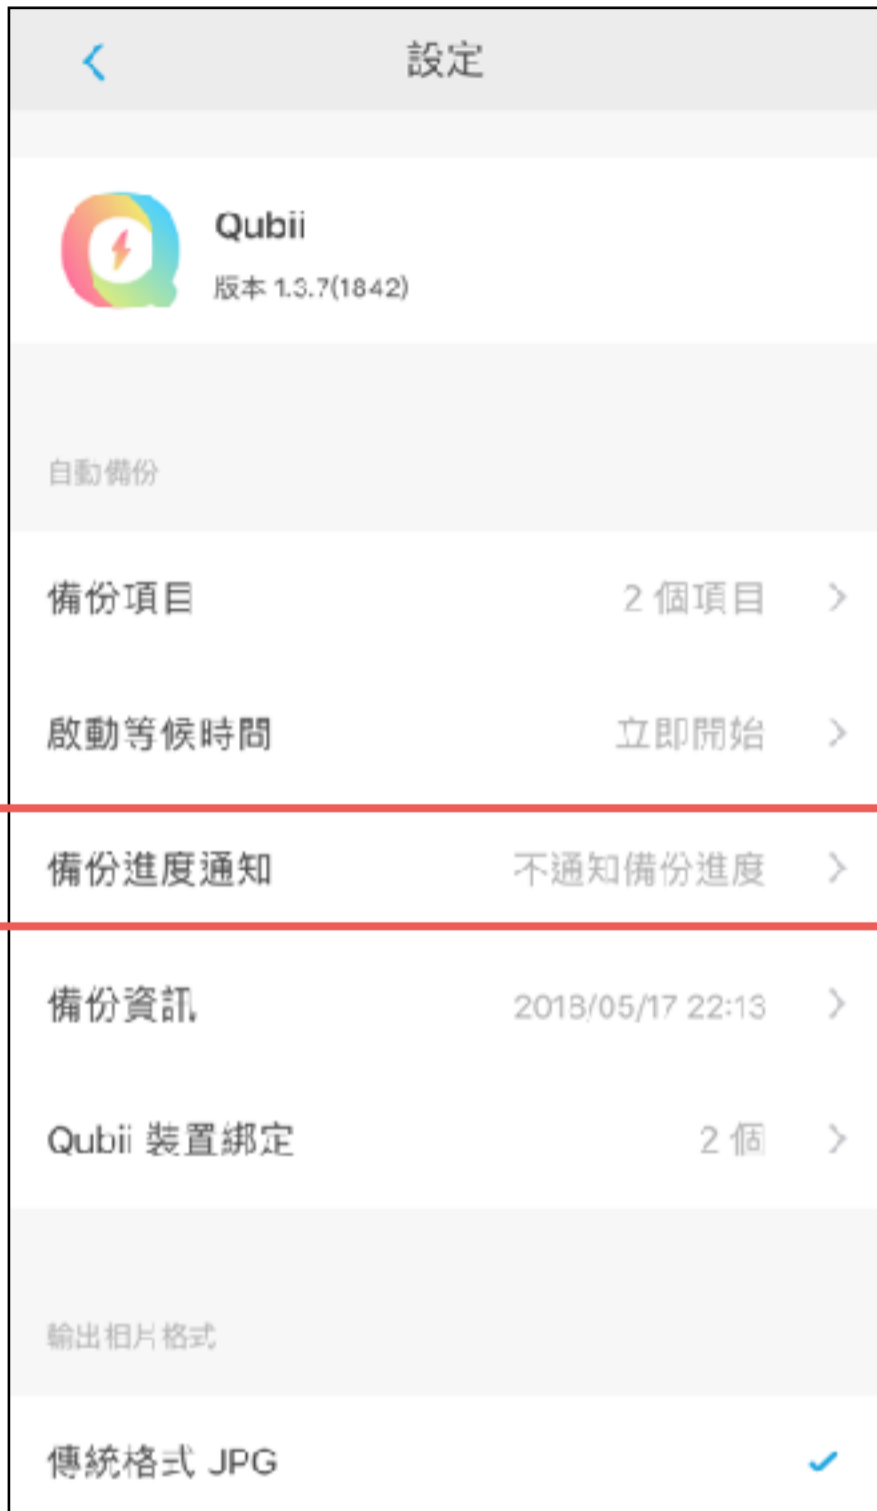 設定
Qubii
版本 1.3.7(1842)
自動備份
備份項目 2 個項目
啟動等候時間 立即開始
備份進度通知 不通知備份進度
備份資訊 2018/05/17 22:13
Qubii 裝置綁定 2 個
輸出相片格式
傳統格式 JPG